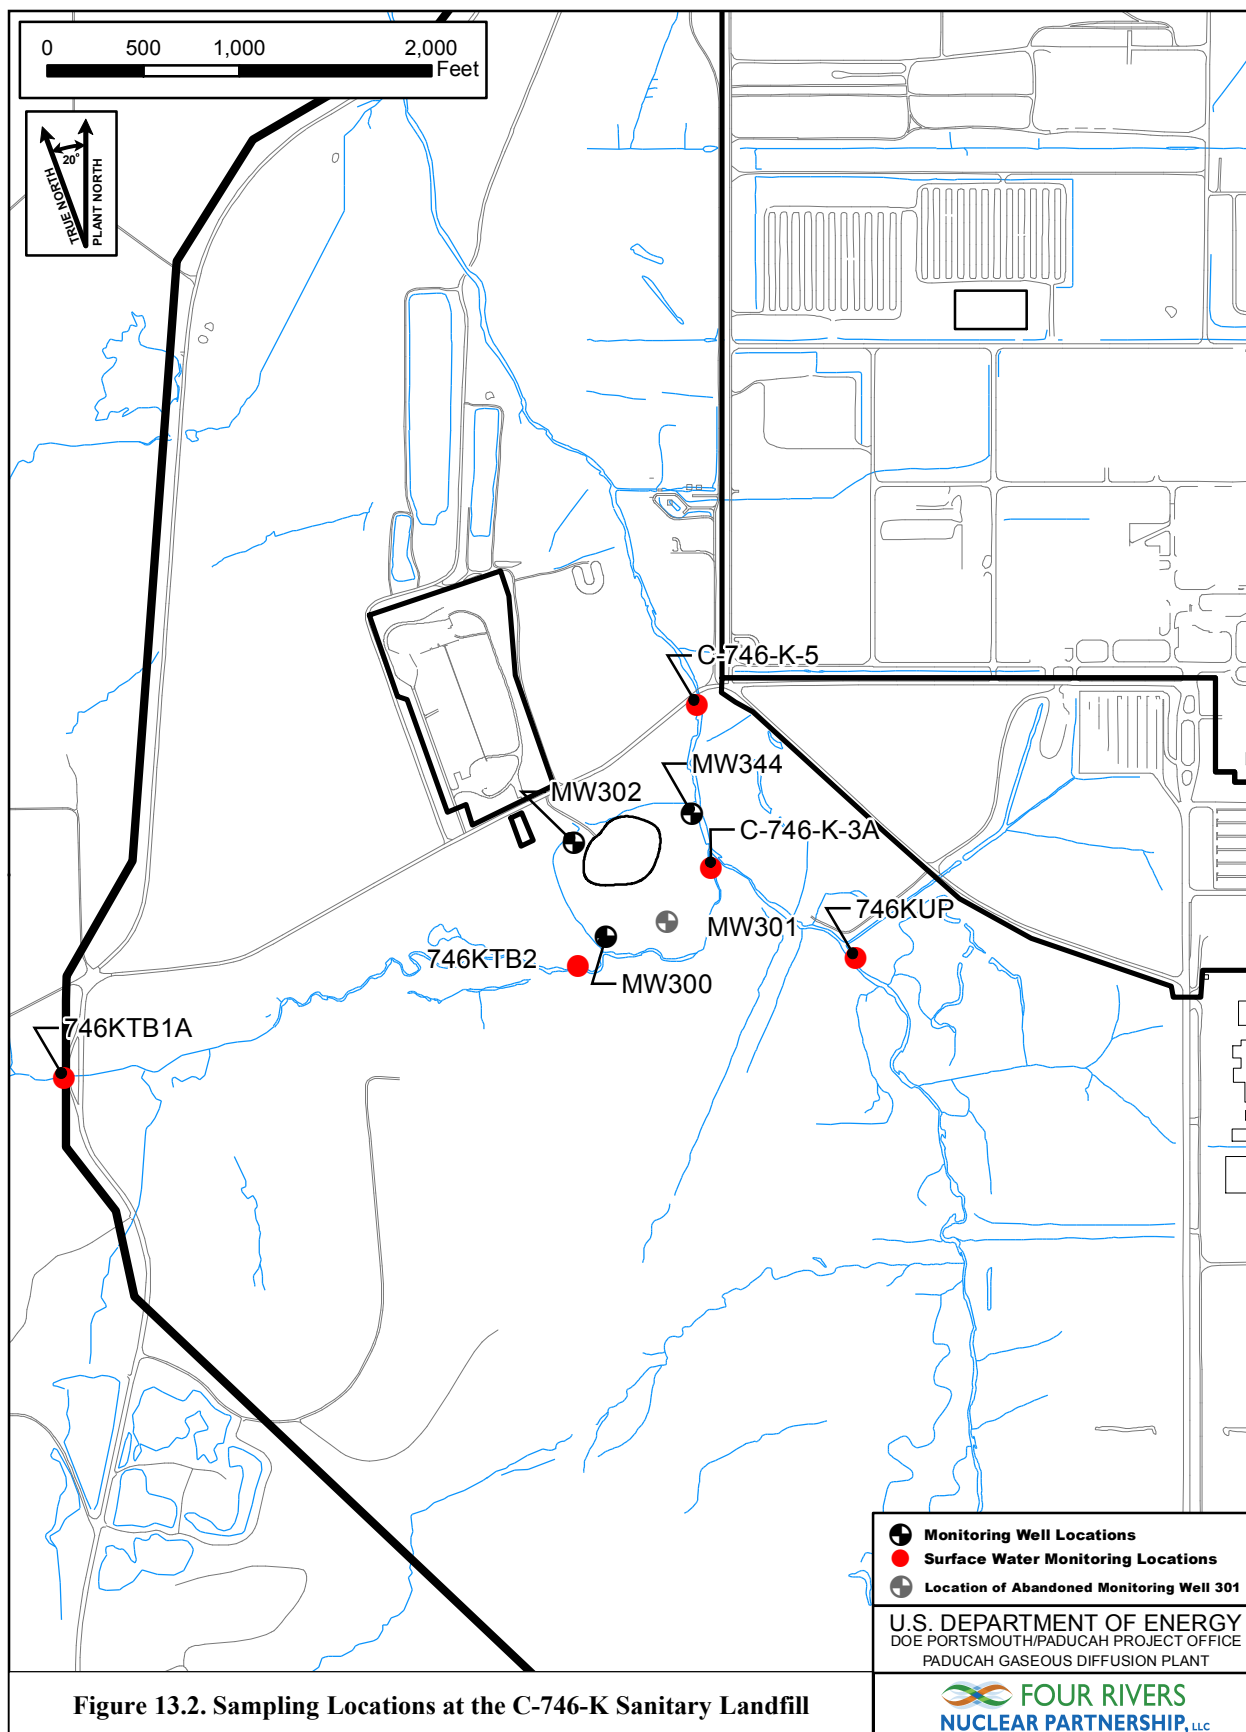 0 500 1,000 2,000
Feet
20°
TRUE NORTH
PLANT NORTH
C-746-K-5
MW344
MW302
C-746-K-3A
746KUP
MW301
746KTB2
MW300
746KTB1A
Monitoring Well Locations
Surface Water Monitoring Locations
Location of Abandoned Monitoring Well 301
U.S. DEPARTMENT OF ENERGY
DOE PORTSMOUTH/PADUCAH PROJECT OFFICE
PADUCAH GASEOUS DIFFUSION PLANT
Figure 13.2. Sampling Locations at the C-746-K Sanitary Landfill
FOUR RIVERS
NUCLEAR PARTNERSHIP, LLC